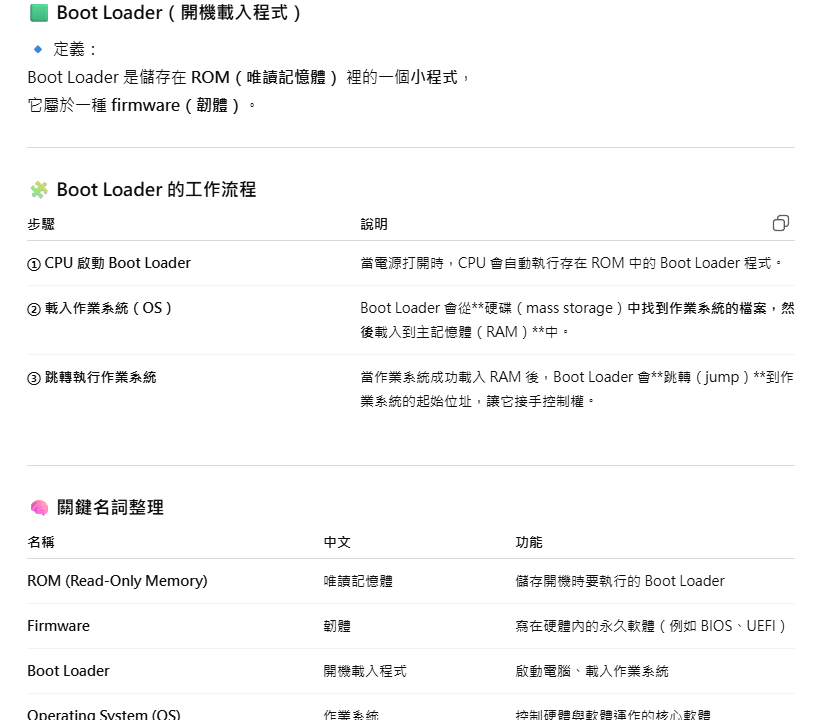 Boot Loader（開機載入程式）
定義：
Boot Loader 是儲存在 ROM（唯讀記憶體） 裡的一個小程式，
它屬於一種 firmware（韌體）。
Boot Loader 的工作流程
步驟 說明
① CPU 啟動 Boot Loader 當電源打開時，CPU 會自動執行存在 ROM 中的 Boot Loader 程式。
② 載入作業系統（OS） Boot Loader 會從**硬碟（mass storage）中找到作業系統的檔案，然
後載入到主記憶體（RAM）**中。
③ 跳轉執行作業系統 當作業系統成功載入 RAM 後，Boot Loader 會**跳轉（jump）**到作
業系統的起始位址，讓它接手控制權。
關鍵名詞整理
名稱 中文 功能
ROM (Read-Only Memory) 唯讀記憶體 儲存開機時要執行的 Boot Loader
Firmware 韌體 寫在硬體內的永久軟體（例如 BIOS、UEFI）
Boot Loader 開機載入程式 啟動電腦、載入作業系統
Operating System (OS) 作業系統 控制硬體與軟體運作的核心軟體